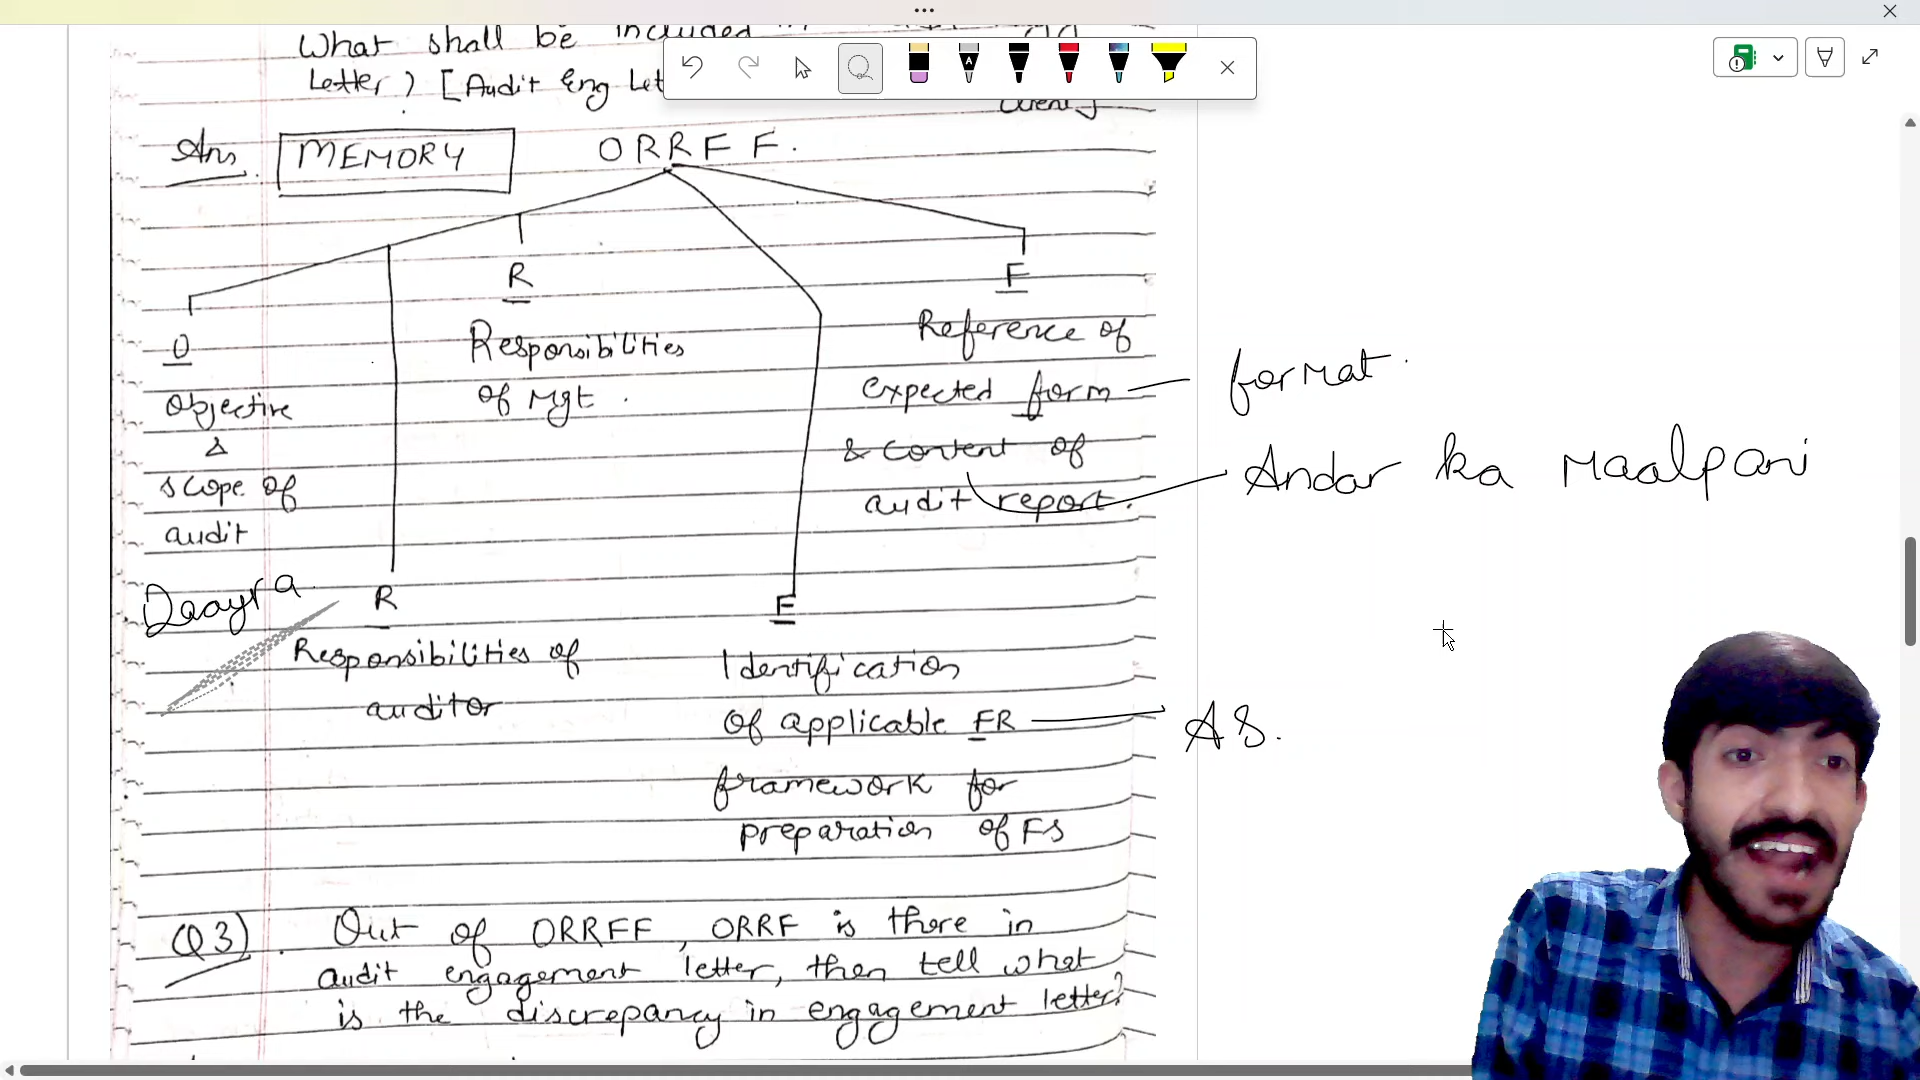 What shall be included
Letter) [Audit Eng Let
Client]
Ans. MEMORY ORRFF.
O
Objective
&
scope of
audit
Daayra
R
Responsibilities of
auditor
R
Responsibilities
of Mgt.
F
Identification
of applicable FR
framework for
preparation of FS
AS.
F
Reference of
expected form
& content of
audit report.
format.
Andar ka Maalpani
Q3). Out of ORRFF, ORRF is there in
audit engagement letter, then tell what
is the discrepancy in engagement letter?